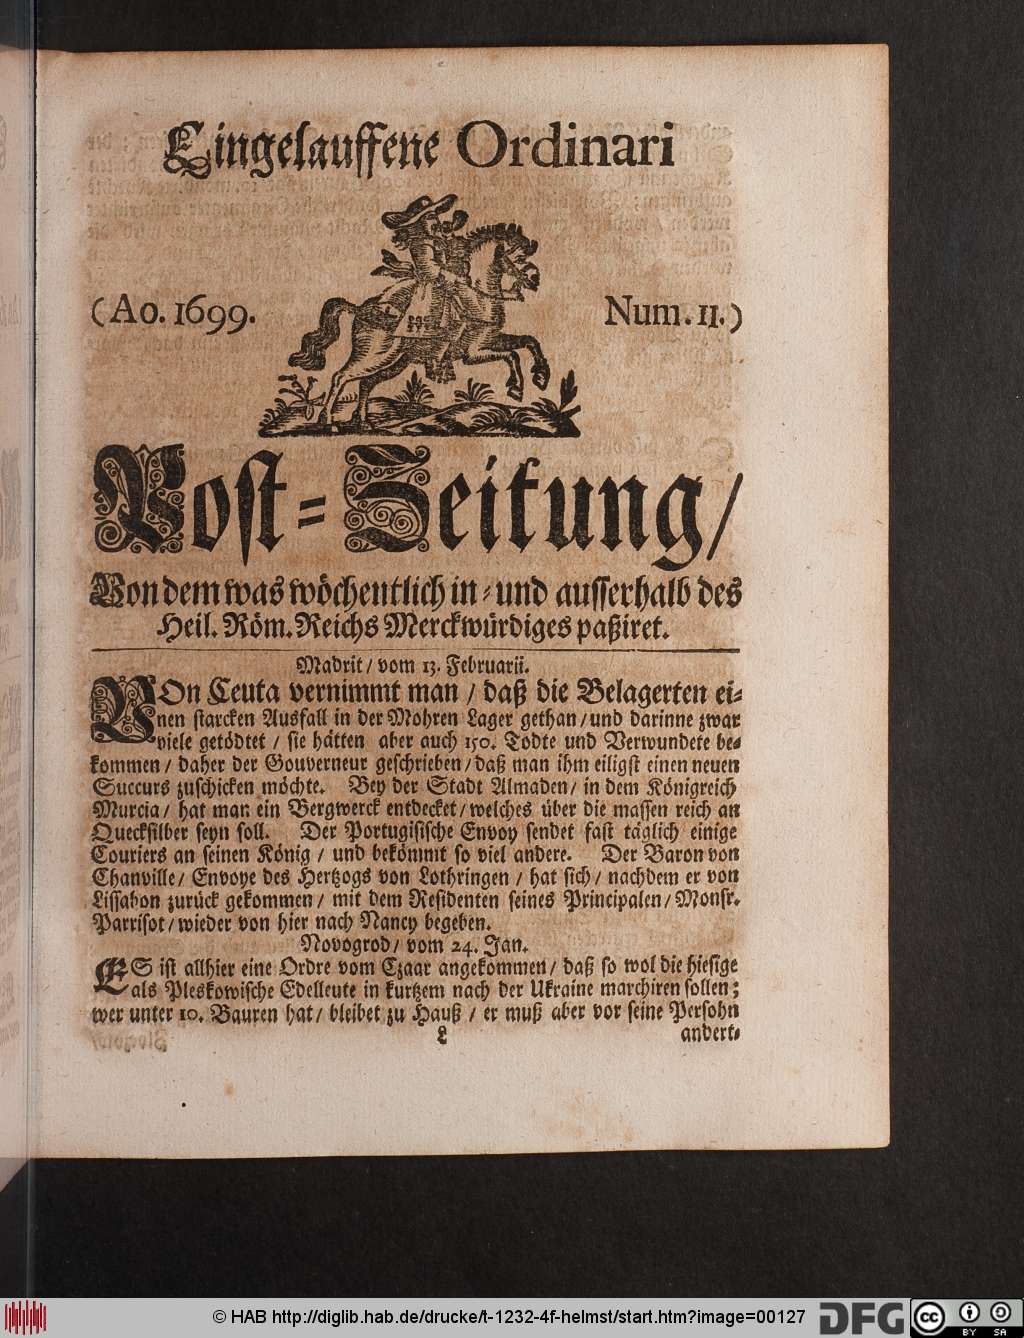 Eingelauffene Ordinari
(Ao. 1699.
Num. 11.)
Post-Zeitung/
Von dem was wöchentlich in- und ausserhalb des
Heil. Röm. Reichs Merckwürdiges paßiret.
Madrit/ vom 13. Februarii.
VOn Ceuta vernimmt man / daß die Belagerten ei-
nen starcken Ausfall in der Mohren Lager gethan/ und darinne zwar
viele getödtet / sie hätten aber auch 150. Todte und Verwundete be-
kommen/ daher der Gouverneur geschrieben/ daß man ihm eiligst einen neuen
Succurs zuschicken möchte. Bey der Stadt Almaden/ in dem Königreich
Murcia/ hat man ein Bergwerck entdecket/ welches über die massen reich an
Quecksilber seyn soll. Der Portugisische Envoy sendet fast täglich einige
Couriers an seinen König / und bekömmt so viel andere. Der Baron von
Chanville/ Envoye des Hertzogs von Lothringen / hat sich/ nachdem er von
Lissabon zurück gekommen/ mit dem Residenten seines Principalen/ Monsr.
Parrisot/ wieder von hier nach Nancy begeben.
Novogrod/ vom 24. Jan.
ES ist allhier eine Ordre vom Czaar angekommen/ daß so wol die hiesige
als Pleskowische Edelleute in kurtzem nach der Ukraine marchiren sollen;
wer unter 10. Bauren hat/ bleibet zu Hauß / er muß aber vor seine Persohn
L
andert-
© HAB http://diglib.hab.de/drucke/t-1232-4f-helmst/start.htm?image=00127
DFG
cc
BY SA